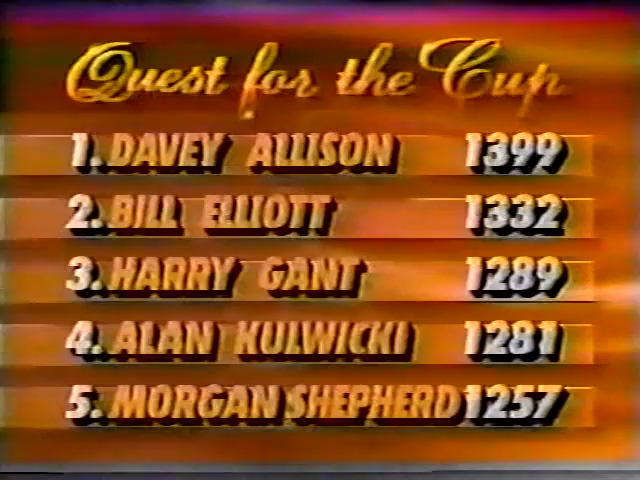 Quest for the Cup
1. DAVEY ALLISON 1399
2. BILL ELLIOTT 1332
3. HARRY GANT 1289
4. ALAN KULWICKI 1281
5. MORGAN SHEPHERD 1257